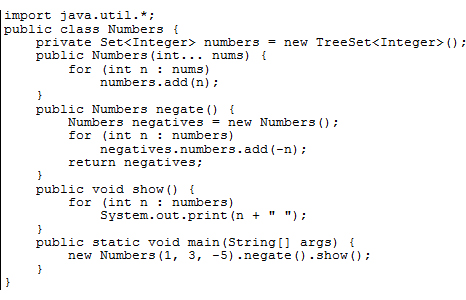 import java.util.*;
public class Numbers {
    private Set<Integer> numbers = new TreeSet<Integer>();
    public Numbers(int... nums) {
        for (int n : nums)
            numbers.add(n);
    }
    public Numbers negate() {
        Numbers negatives = new Numbers();
        for (int n : numbers)
            negatives.numbers.add(-n);
        return negatives;
    }
    public void show() {
        for (int n : numbers)
            System.out.print(n + " ");
    }
    public static void main(String[] args) {
        new Numbers(1, 3, -5).negate().show();
    }
}